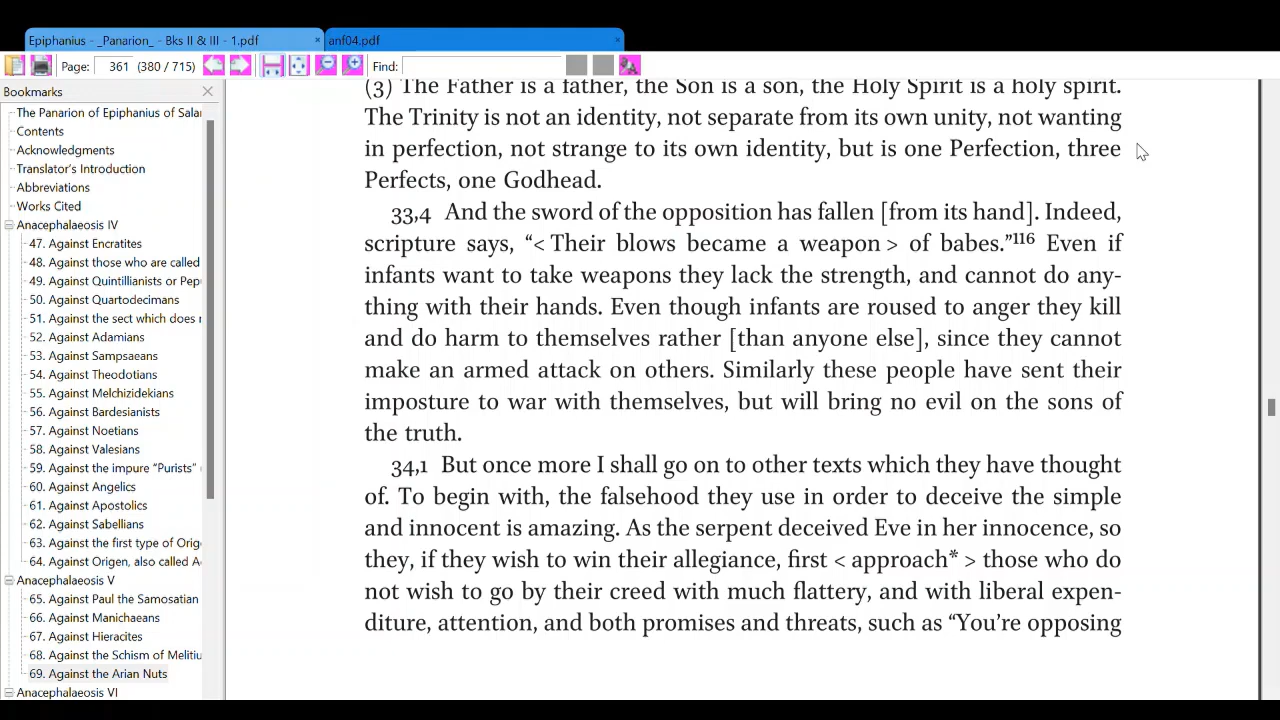 Epiphanius - _Panarion_ - Bks II & III - 1.pdf
anf04.pdf
Page: 361 (380 / 715)
Find:
Bookmarks
The Panarion of Epiphanius of Salar
Contents
Acknowledgments
Translator's Introduction
Abbreviations
Works Cited
Anacephalaeosis IV
47. Against Encratites
48. Against those who are called
49. Against Quintillianists or Pep
50. Against Quartodecimans
51. Against the sect which does r
52. Against Adamians
53. Against Sampsaeans
54. Against Theodotians
55. Against Melchizidekians
56. Against Bardesianists
57. Against Noetians
58. Against Valesians
59. Against the impure "Purists" (
60. Against Angelics
61. Against Apostolics
62. Against Sabellians
63. Against the first type of Orig
64. Against Origen, also called A
Anacephalaeosis V
65. Against Paul the Samosatian
66. Against Manichaeans
67. Against Hieracites
68. Against the Schism of Melitiu
69. Against the Arian Nuts
Anacephalaeosis VI
(3) The Father is a father, the Son is a son, the Holy Spirit is a holy spirit.
The Trinity is not an identity, not separate from its own unity, not wanting
in perfection, not strange to its own identity, but is one Perfection, three
Perfects, one Godhead.
33,4 And the sword of the opposition has fallen [from its hand]. Indeed,
scripture says, “< Their blows became a weapon > of babes.”116 Even if
infants want to take weapons they lack the strength, and cannot do any-
thing with their hands. Even though infants are roused to anger they kill
and do harm to themselves rather [than anyone else], since they cannot
make an armed attack on others. Similarly these people have sent their
imposture to war with themselves, but will bring no evil on the sons of
the truth.
34,1 But once more I shall go on to other texts which they have thought
of. To begin with, the falsehood they use in order to deceive the simple
and innocent is amazing. As the serpent deceived Eve in her innocence, so
they, if they wish to win their allegiance, first < approach* > those who do
not wish to go by their creed with much flattery, and with liberal expen-
diture, attention, and both promises and threats, such as “You’re opposing